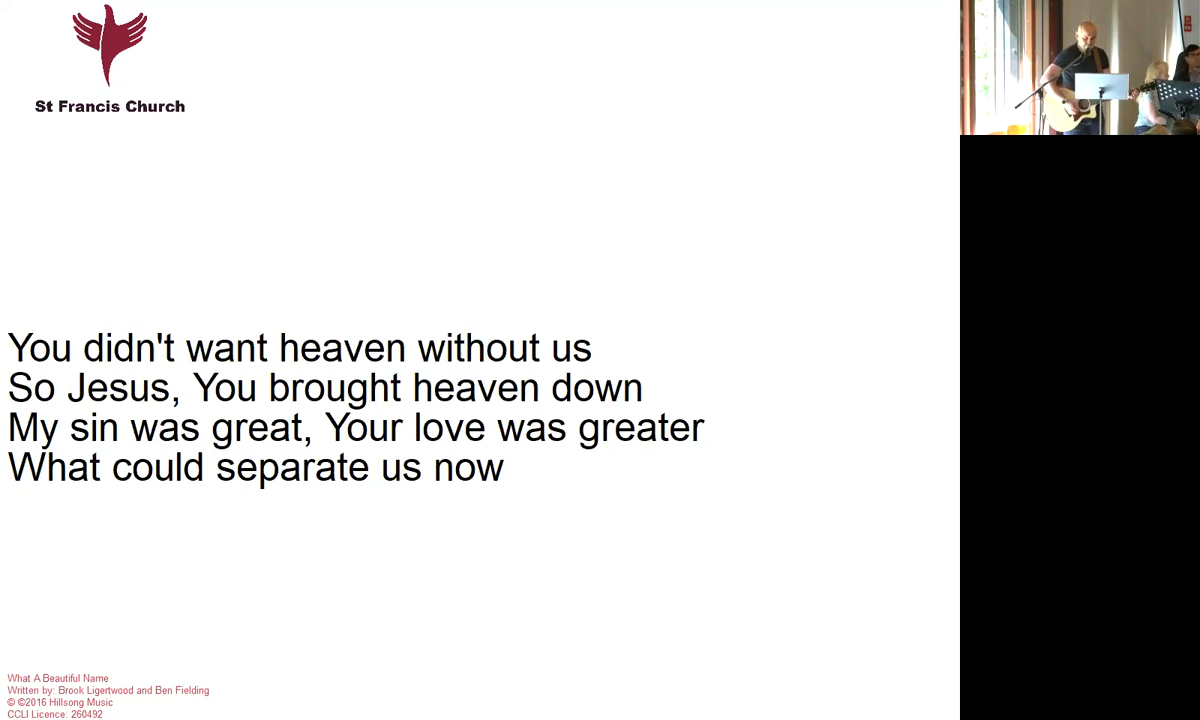 St Francis Church
You didn't want heaven without us
So Jesus, You brought heaven down
My sin was great, Your love was greater
What could separate us now
What A Beautiful Name
Written by: Brook Ligertwood and Ben Fielding
© ©2016 Hillsong Music
CCLI Licence: 260492